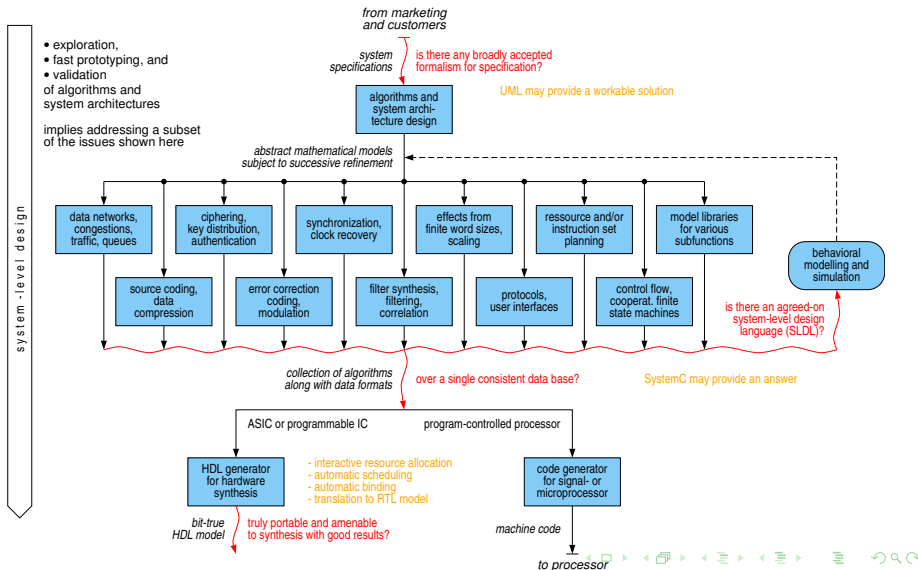 from marketing
and customers
• exploration,
• fast prototyping, and
• validation
of algorithms and
system architectures
implies addressing a subset
of the issues shown here
system
specifications
is there any broadly accepted
formalism for specification?
UML may provide a workable solution
algorithms and
system archi-
tecture design
abstract mathematical models
subject to successive refinement
system-level design
data networks,
congestions,
traffic, queues
ciphering,
key distribution,
authentication
synchronization,
clock recovery
effects from
finite word sizes,
scaling
ressource and/or
instruction set
planning
model libraries
for various
subfunctions
behavioral
modelling and
simulation
source coding,
data
compression
error correction
coding,
modulation
filter synthesis,
filtering,
correlation
protocols,
user interfaces
control flow,
cooperat. finite
state machines
is there an agreed-on
system-level design
language (SLDL)?
collection of algorithms
along with data formats
over a single consistent data base?
SystemC may provide an answer
ASIC or programmable IC
program-controlled processor
HDL generator
for hardware
synthesis
- interactive resource allocation
- automatic scheduling
- automatic binding
- translation to RTL model
code generator
for signal- or
microprocessor
bit-true
HDL model
truly portable and amenable
to synthesis with good results?
machine code
to processor